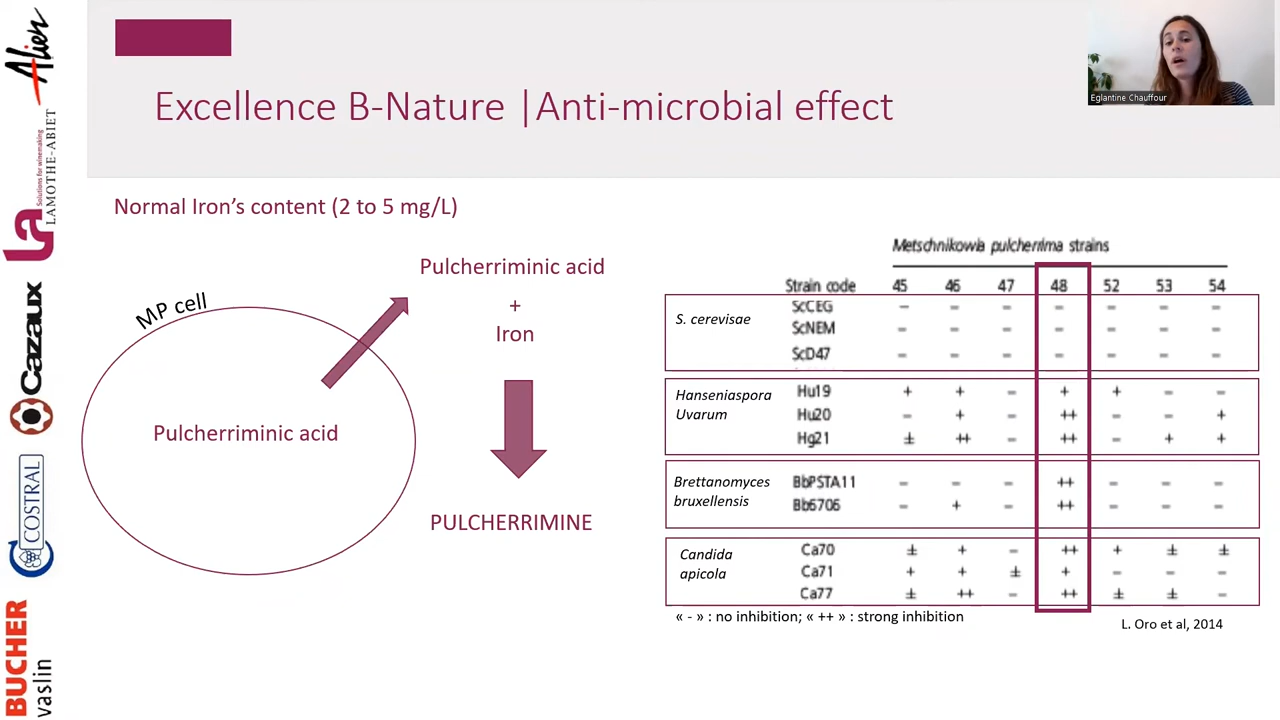 Alien
Solutions for winemaking
LAMOTHE-ABIET
La
Cazaux
COSTRAL
BUCHER
vaslin
Eglantine Chauffour
Excellence B-Nature |Anti-microbial effect
Normal Iron's content (2 to 5 mg/L)
MP cell
Pulcherriminic acid
Pulcherriminic acid
+
Iron
PULCHERRIMINE
Metschnikowia pulcherrima strains
Strain code 45 46 47 48 52 53 54
S. cerevisae
ScCEG – – – – – – –
ScNEM – – – – – – –
ScD47 – – – – – – –
Hanseniaspora
Uvarum
Hu19 + + – + + – –
Hu20 – + – ++ – – +
Hg21 ± ++ – ++ – + +
Brettanomyces
bruxellensis
BbPSTA11 – – – ++ – – –
Bb5706 – + – ++ – – –
Candida
apicola
Ca70 ± + – ++ + ± ±
Ca71 + + ± + – – –
Ca77 ± ++ – ++ ± ± –
« - » : no inhibition; « ++ » : strong inhibition
L. Oro et al, 2014